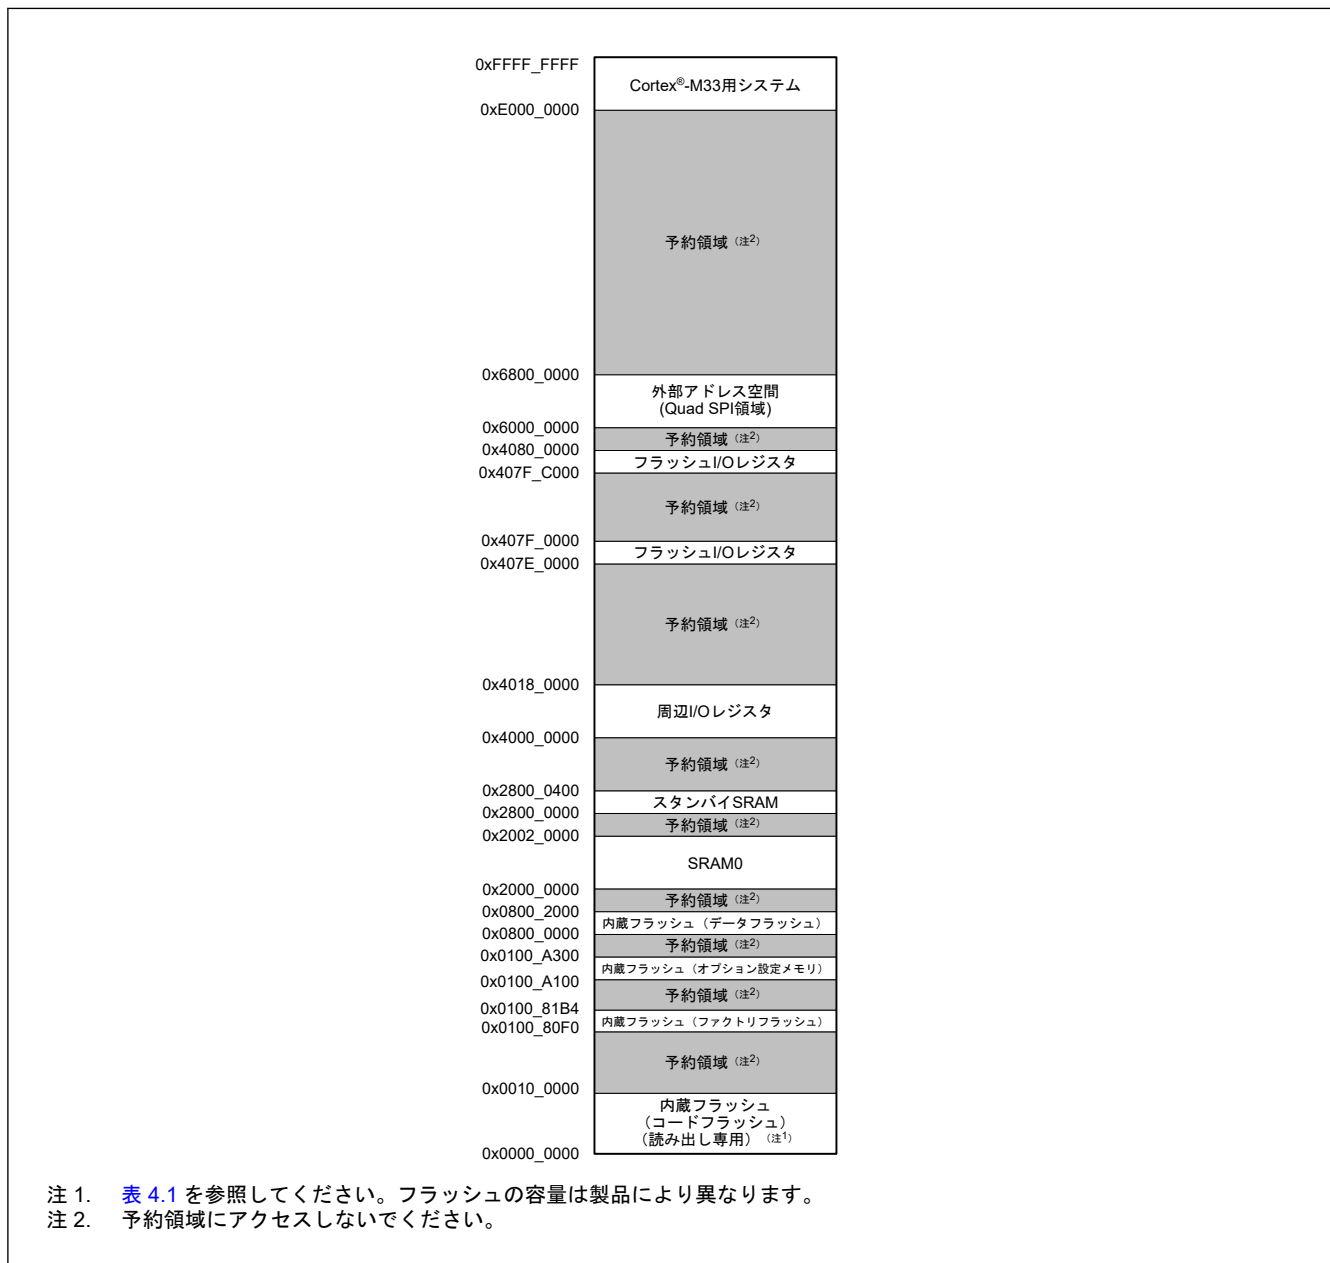 0xFFFF_FFFF
Cortex®-M33用システム
0xE000_0000
予約領域（注2）
0x6800_0000
外部アドレス空間
(Quad SPI領域)
0x6000_0000
予約領域（注2）
0x4080_0000
フラッシュI/Oレジスタ
0x407F_C000
予約領域（注2）
0x407F_0000
フラッシュI/Oレジスタ
0x407E_0000
予約領域（注2）
0x4018_0000
周辺I/Oレジスタ
0x4000_0000
予約領域（注2）
0x2800_0400
スタンバイSRAM
0x2800_0000
予約領域（注2）
0x2002_0000
SRAM0
0x2000_0000
予約領域（注2）
0x0800_2000
内蔵フラッシュ（データフラッシュ）
0x0800_0000
予約領域（注2）
0x0100_A300
内蔵フラッシュ（オプション設定メモリ）
0x0100_A100
予約領域（注2）
0x0100_81B4
内蔵フラッシュ（ファクトリフラッシュ）
0x0100_80F0
予約領域（注2）
0x0010_0000
内蔵フラッシュ
（コードフラッシュ）
（読み出し専用）（注1）
0x0000_0000
注 1. 表 4.1 を参照してください。フラッシュの容量は製品により異なります。
注 2. 予約領域にアクセスしないでください。